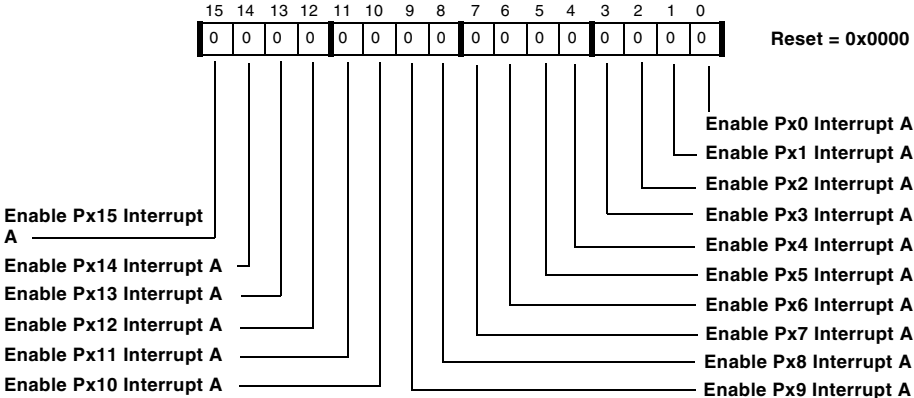 15 14 13 12 11 10 9 8 7 6 5 4 3 2 1 0
0 0 0 0 0 0 0 0 0 0 0 0 0 0 0 0
Reset = 0x0000
Enable Px0 Interrupt A
Enable Px1 Interrupt A
Enable Px2 Interrupt A
Enable Px3 Interrupt A
Enable Px4 Interrupt A
Enable Px5 Interrupt A
Enable Px6 Interrupt A
Enable Px7 Interrupt A
Enable Px8 Interrupt A
Enable Px9 Interrupt A
Enable Px15 Interrupt
A
Enable Px14 Interrupt A
Enable Px13 Interrupt A
Enable Px12 Interrupt A
Enable Px11 Interrupt A
Enable Px10 Interrupt A